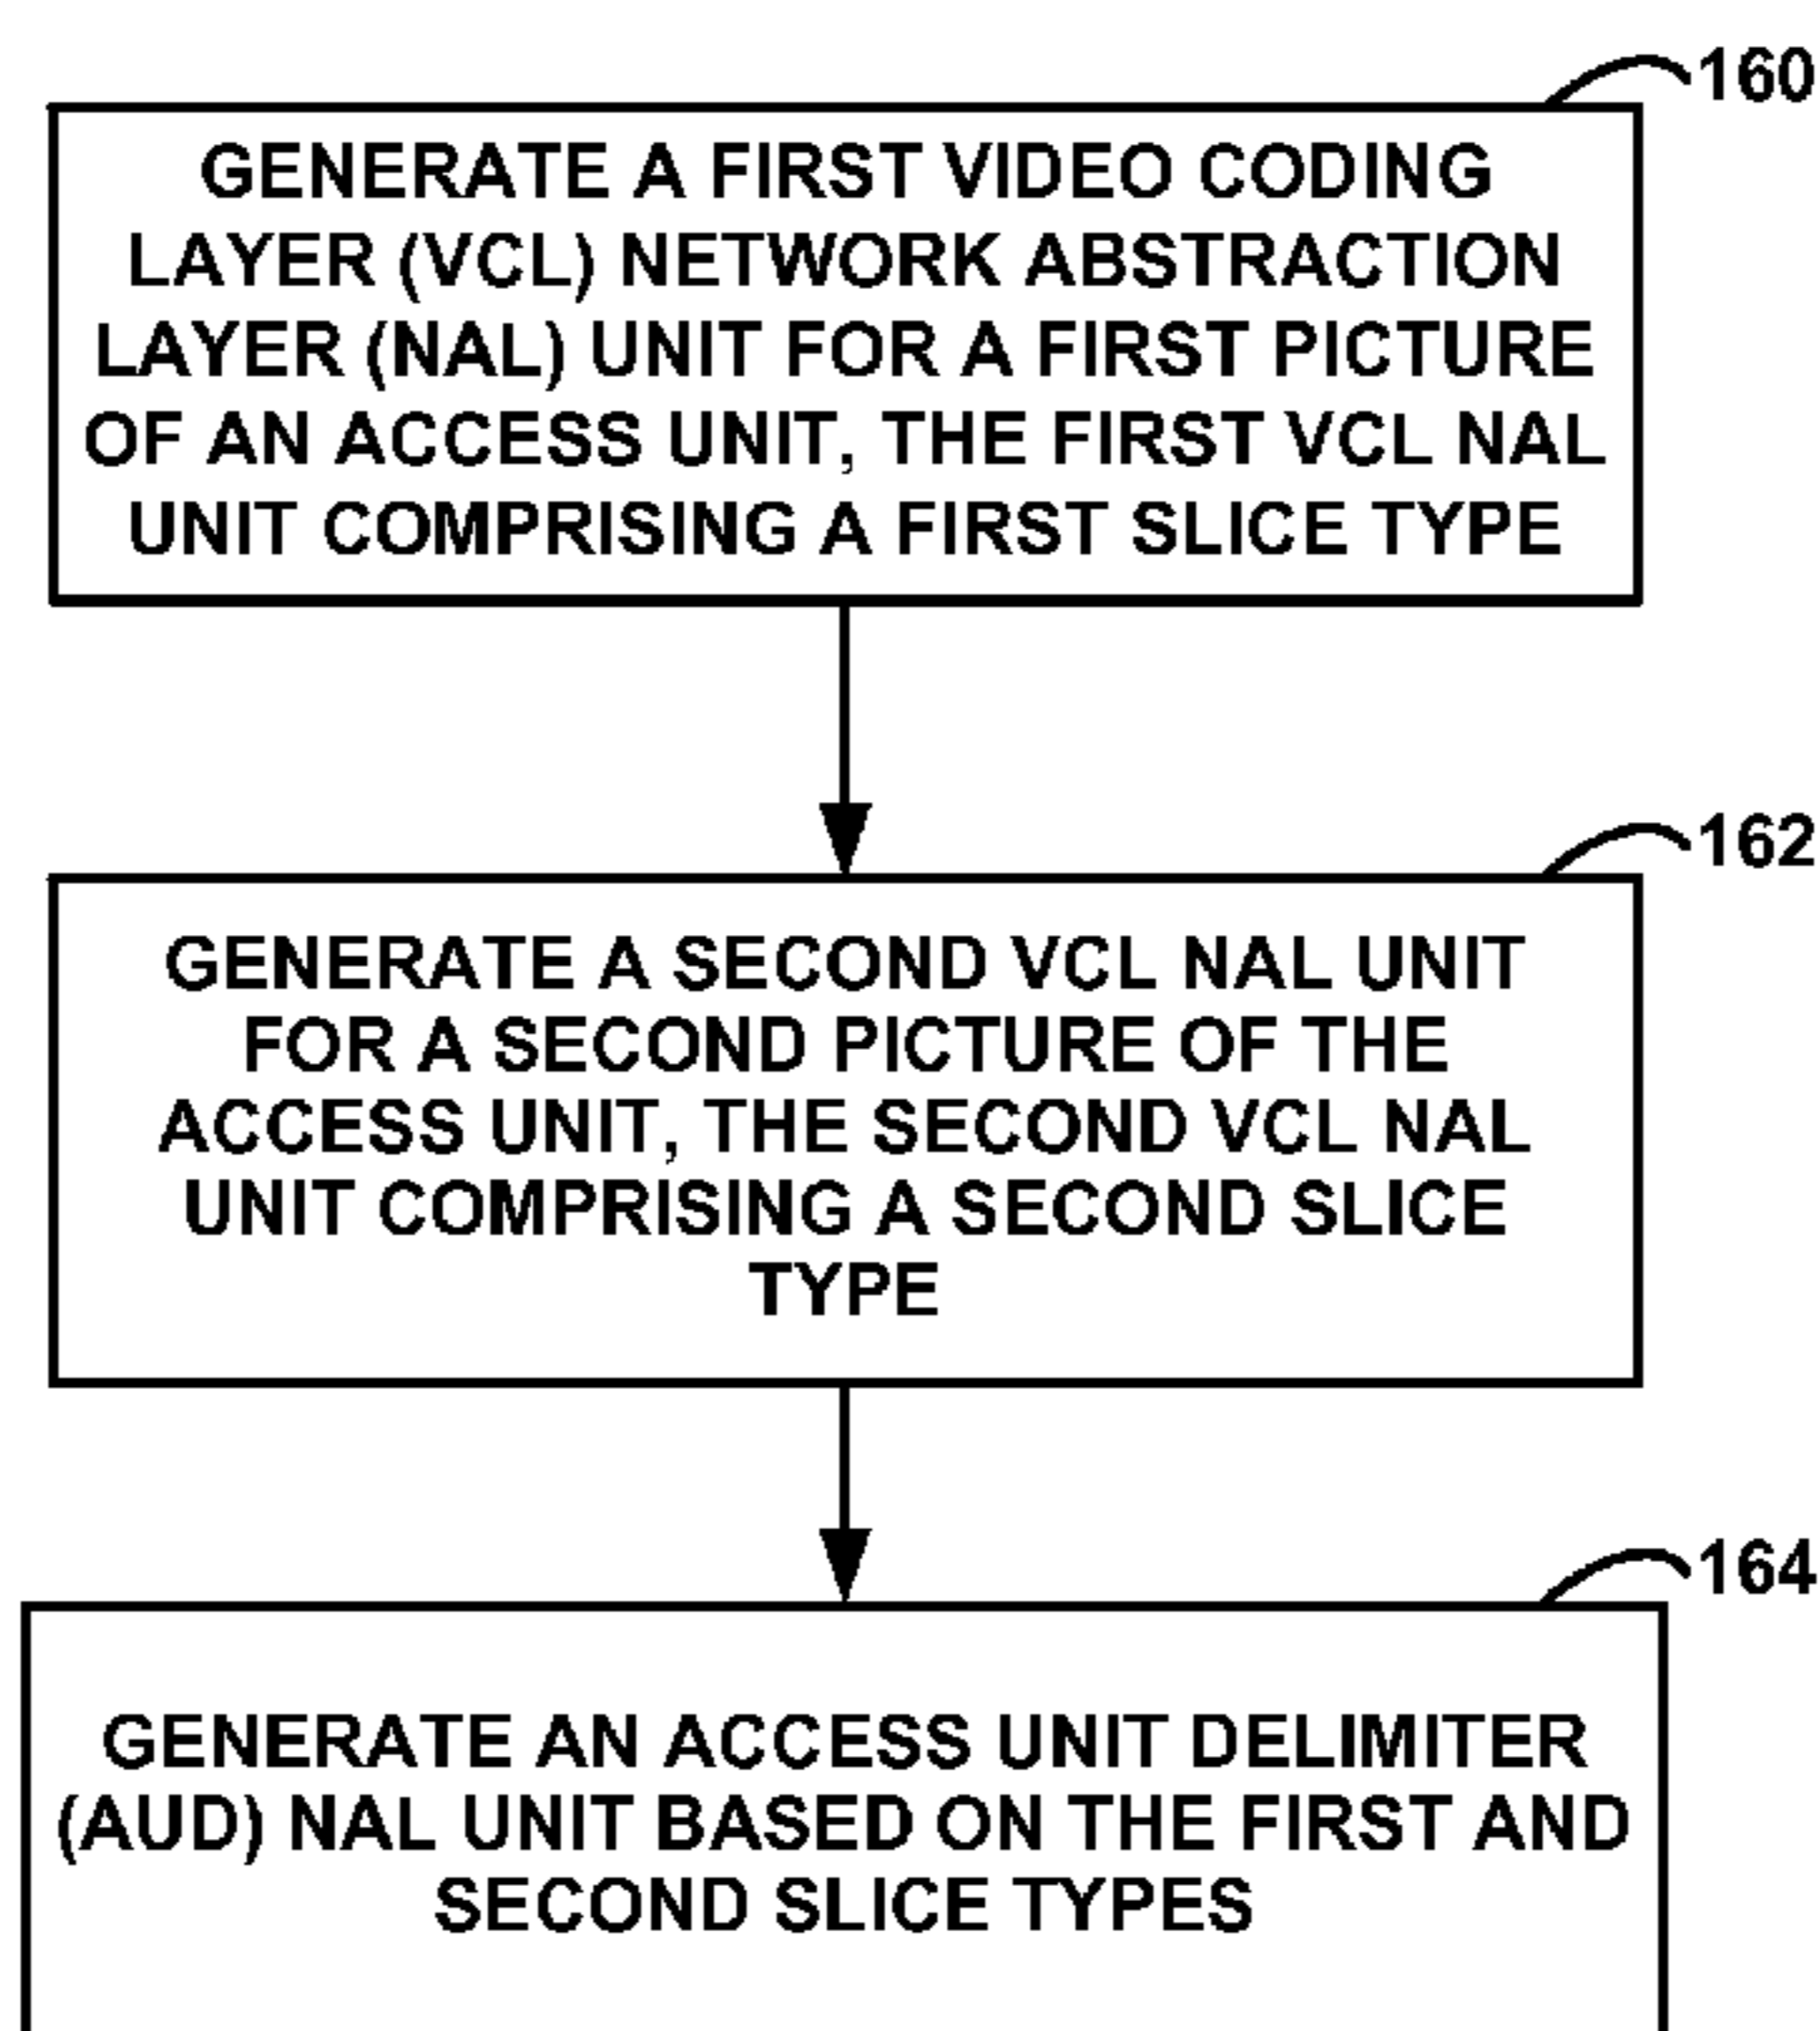 160
GENERATE A FIRST VIDEO CODING
LAYER (VCL) NETWORK ABSTRACTION
LAYER (NAL) UNIT FOR A FIRST PICTURE
OF AN ACCESS UNIT, THE FIRST VCL NAL
UNIT COMPRISING A FIRST SLICE TYPE
162
GENERATE A SECOND VCL NAL UNIT
FOR A SECOND PICTURE OF THE
ACCESS UNIT, THE SECOND VCL NAL
UNIT COMPRISING A SECOND SLICE
TYPE
164
GENERATE AN ACCESS UNIT DELIMITER
(AUD) NAL UNIT BASED ON THE FIRST AND
SECOND SLICE TYPES